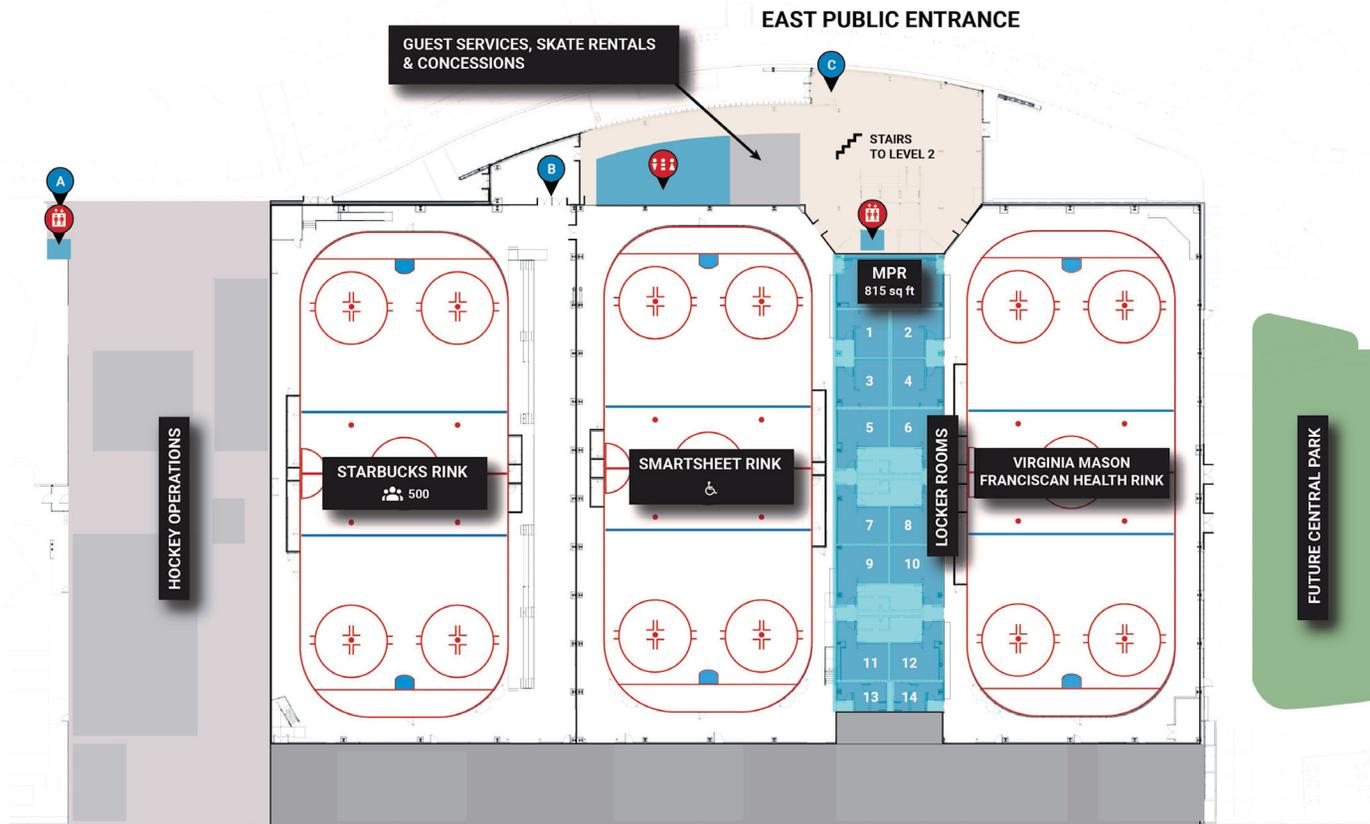 EAST PUBLIC ENTRANCE
GUEST SERVICES, SKATE RENTALS
& CONCESSIONS
C
STAIRS
TO LEVEL 2
A
B
MPR
815 sq ft
1 2
3 4
5 6
7 8
9 10
11 12
13 14
HOCKEY OPERATIONS
STARBUCKS RINK
500
SMARTSHEET RINK
LOCKER ROOMS
VIRGINIA MASON
FRANCISCAN HEALTH RINK
FUTURE CENTRAL PARK